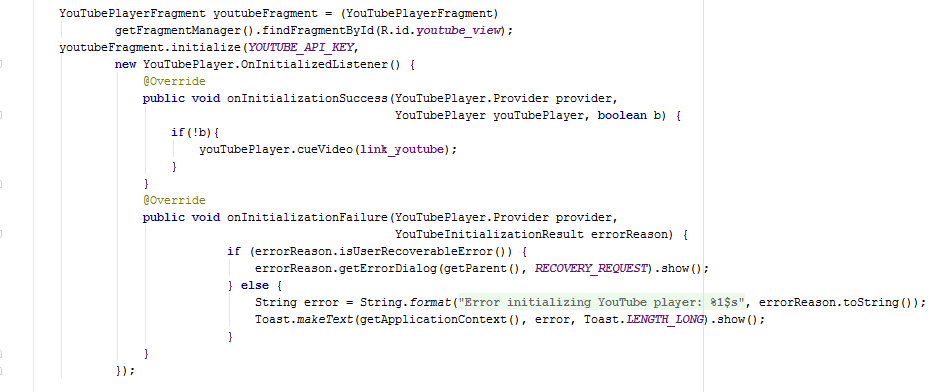 YouTubePlayerFragment youtubeFragment = (YouTubePlayerFragment)
        getFragmentManager().findFragmentById(R.id.youtube_view);
youtubeFragment.initialize(YOUTUBE_API_KEY,
        new YouTubePlayer.OnInitializedListener() {
            @Override
            public void onInitializationSuccess(YouTubePlayer.Provider provider,
                                                YouTubePlayer youTubePlayer, boolean b) {
                if(!b){
                    youTubePlayer.cueVideo(link_youtube);
                }
            }
            @Override
            public void onInitializationFailure(YouTubePlayer.Provider provider,
                                                YouTubeInitializationResult errorReason) {
                        if (errorReason.isUserRecoverableError()) {
                            errorReason.getErrorDialog(getParent(), RECOVERY_REQUEST).show();
                        } else {
                            String error = String.format("Error initializing YouTube player: %1$s", errorReason.toString());
                            Toast.makeText(getApplicationContext(), error, Toast.LENGTH_LONG).show();
                        }
            }
        });